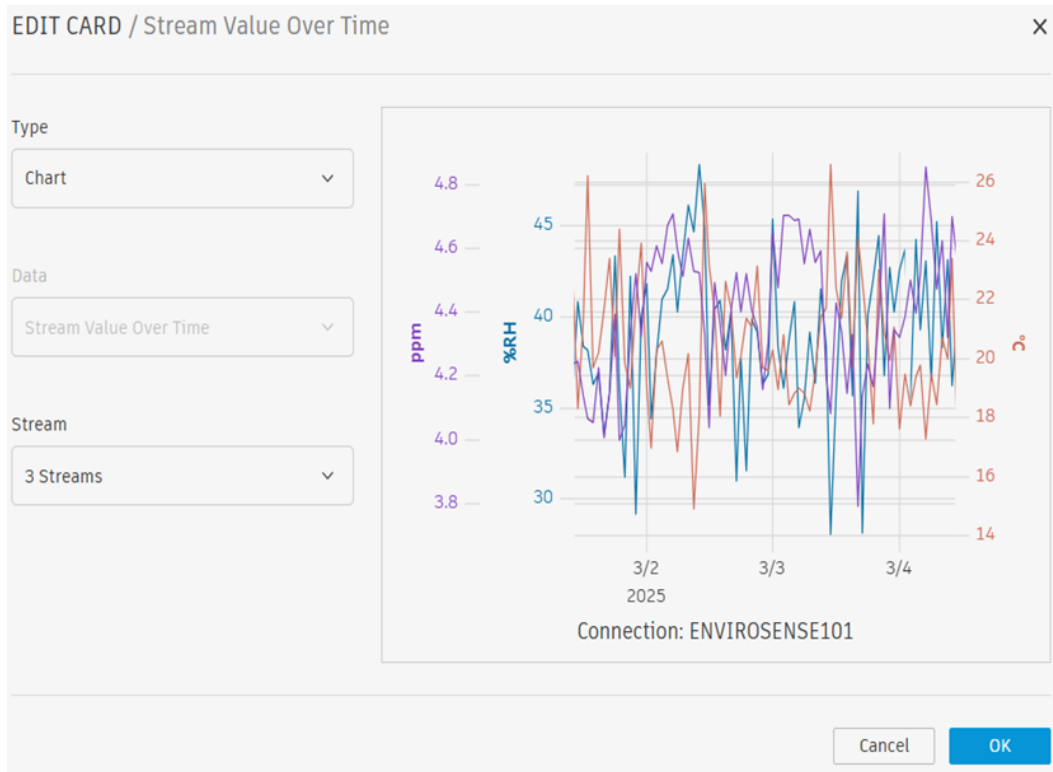 EDIT CARD / Stream Value Over Time
X
Type
Chart
Data
Stream Value Over Time
Stream
3 Streams
ppm
4.8
4.6
4.4
4.2
4.0
3.8
%RH
45
40
35
30
26
24
22
20
18
16
14
°C
3/2
2025
3/3
3/4
Connection: ENVIROSENSE101
Cancel
OK